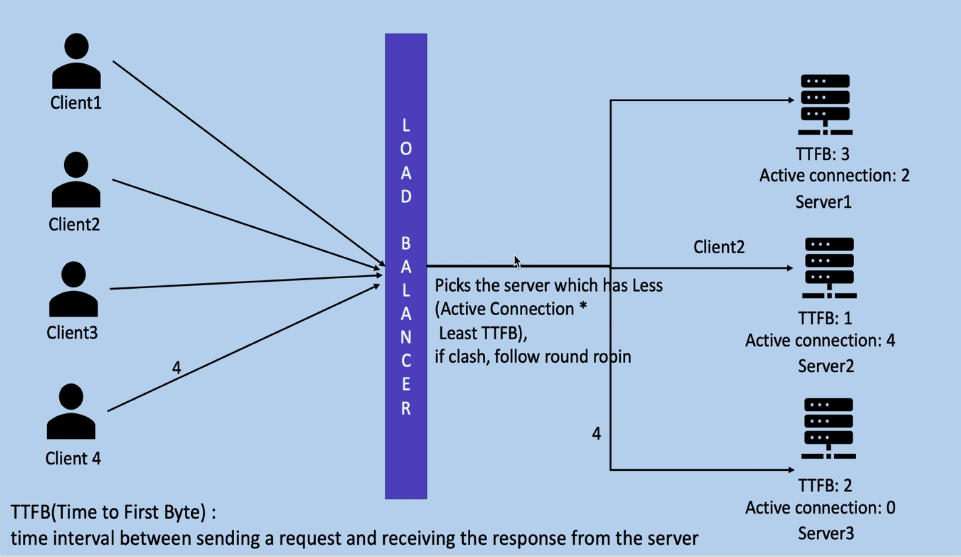 Client1
Client2
Client3
4
Client 4
LOAD BALANCER
Picks the server which has Less
(Active Connection *
Least TTFB),
if clash, follow round robin
Client2
4
TTFB: 3
Active connection: 2
Server1
TTFB: 1
Active connection: 4
Server2
TTFB: 2
Active connection: 0
Server3
TTFB(Time to First Byte) :
time interval between sending a request and receiving the response from the server